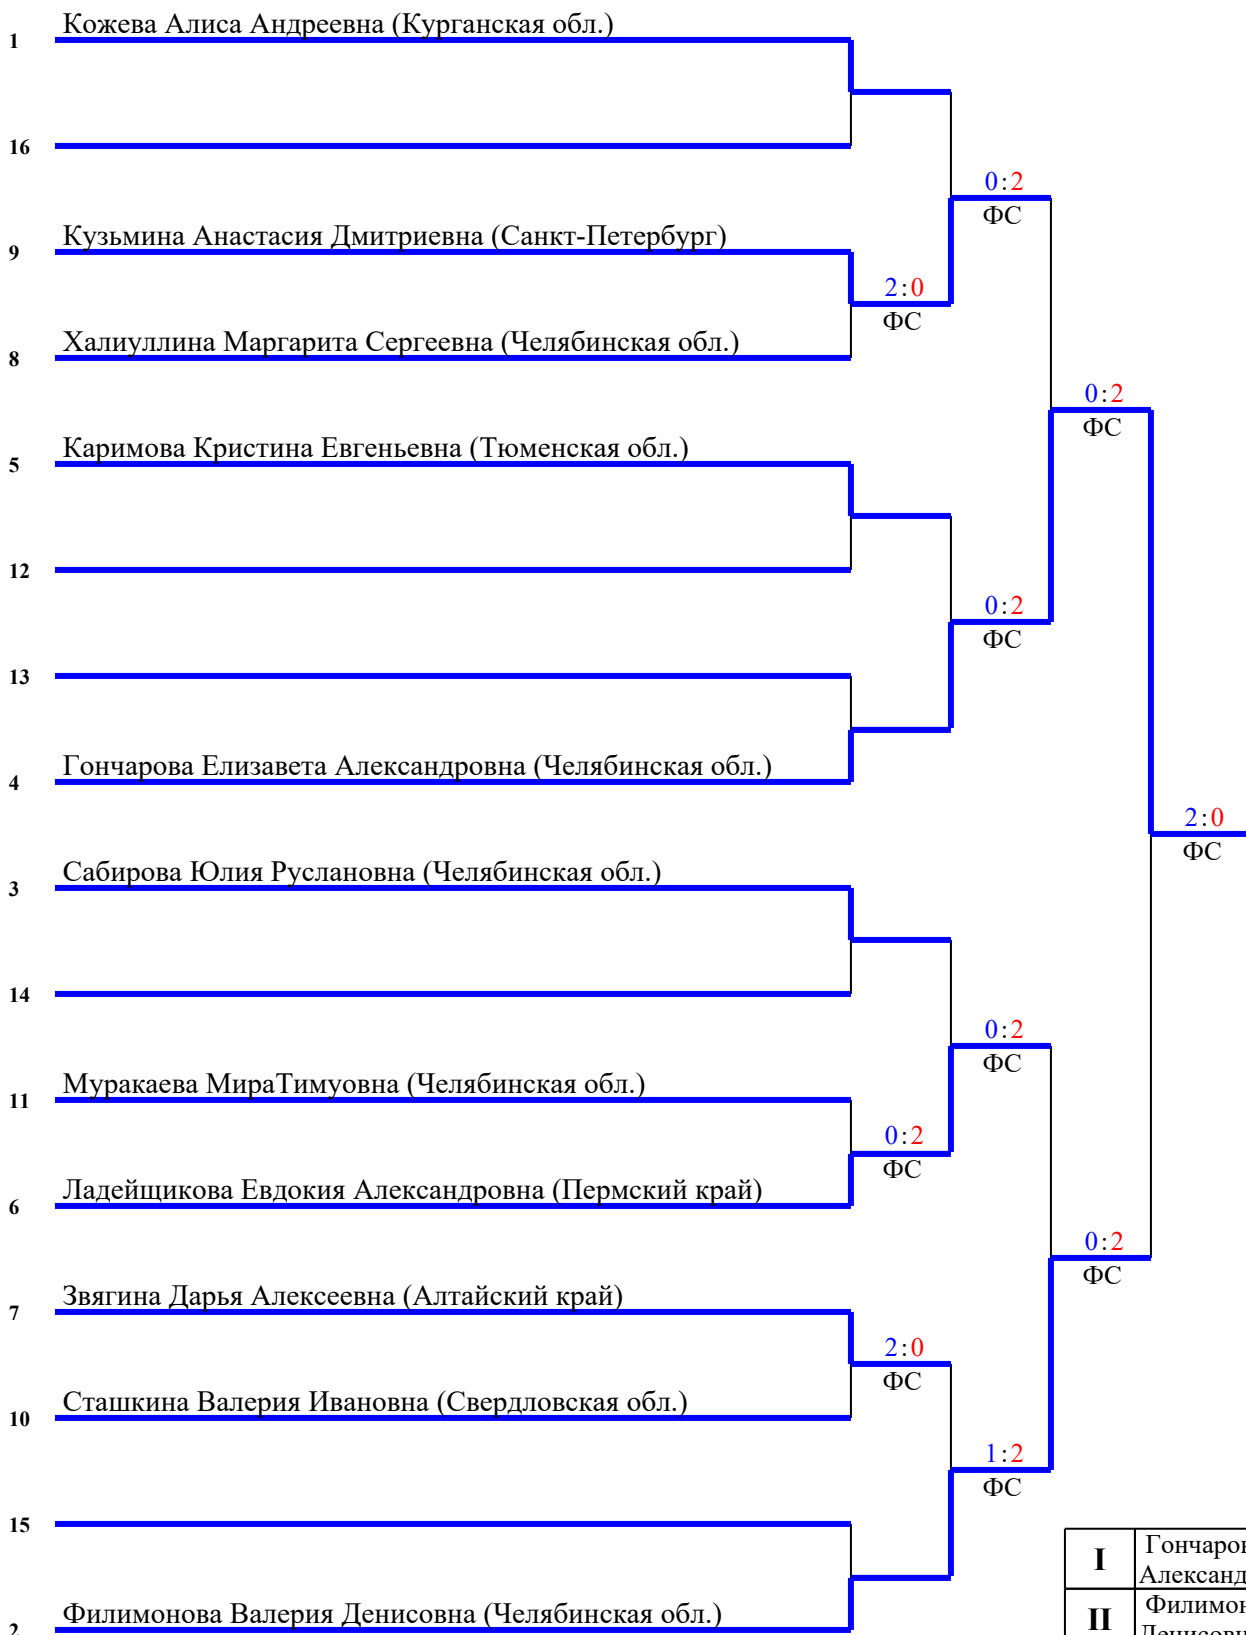 Кожева Алиса Андреевна (Курганская обл.)
1
16
0:2
ФС
Кузьмина Анастасия Дмитриевна (Санкт-Петербург)
9
2:0
ФС
Халиуллина Маргарита Сергеевна (Челябинская обл.)
8
0:2
ФС
Каримова Кристина Евгеньевна (Тюменская обл.)
5
12
0:2
ФС
13
Гончарова Елизавета Александровна (Челябинская обл.)
4
2:0
ФС
Сабирова Юлия Руслановна (Челябинская обл.)
3
14
0:2
ФС
Муракаева МираТимуовна (Челябинская обл.)
11
0:2
ФС
Ладейщикова Евдокия Александровна (Пермский край)
6
0:2
ФС
Звягина Дарья Алексеевна (Алтайский край)
7
2:0
ФС
Сташкина Валерия Ивановна (Свердловская обл.)
10
1:2
ФС
15
I
Гончаров
Александ
Филимонова Валерия Денисовна (Челябинская обл.)
2
II
Филимон
Денисовн